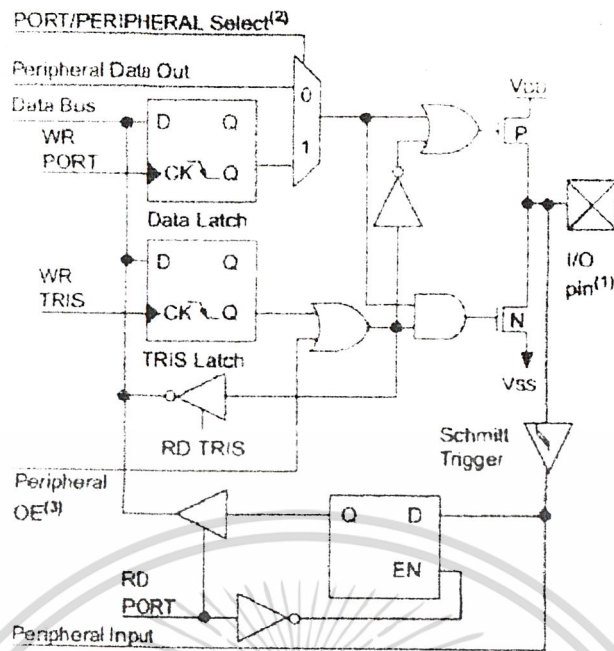 PORT/PERIPHERAL Select(2)
Peripheral Data Out
Data Bus
WR
PORT
D Q
CK Q
Data Latch
0
1
VDD
P
I/O
pin(1)
WR
TRIS
D Q
CK Q
TRIS Latch
N
VSS
RD TRIS
Schmitt
Trigger
Peripheral
OE(3)
Q D
EN
RD
PORT
Peripheral Input